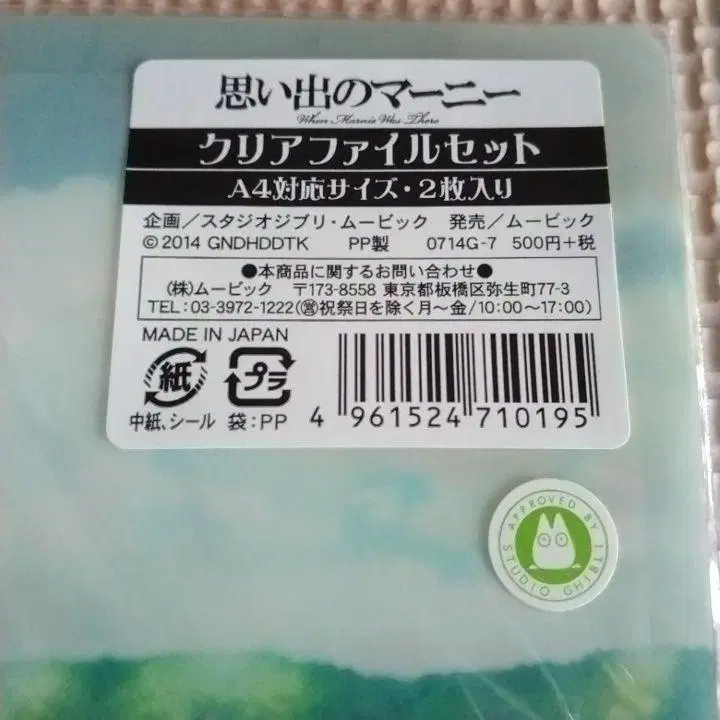 思い出のマーニー
When Marnie Was There
クリアファイルセット
A4対応サイズ・2枚入り
企画／スタジオジブリ・ムービック 発売／ムービック
© 2014 GNDHDDTK PP製 0714G-7 500円+税
●本商品に関するお問い合わせ●
(株)ムービック 〒173-8558 東京都板橋区弥生町77-3
TEL:03-3972-1222(営祝祭日を除く月～金/10:00～17:00)
MADE IN JAPAN
紙 プラ
中紙、シール 袋:PP
4 961524 710195
APPROVED BY
STUDIO GHIBLI